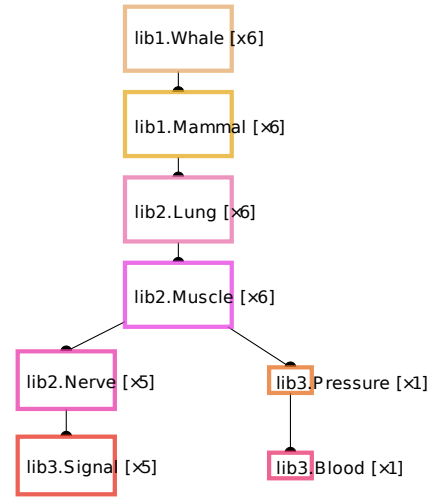 lib1.Whale [x6]
lib1.Mammal [x6]
lib2.Lung [x6]
lib2.Muscle [x6]
lib2.Nerve [x5]
lib3.Pressure [x1]
lib3.Signal [x5]
lib3.Blood [x1]